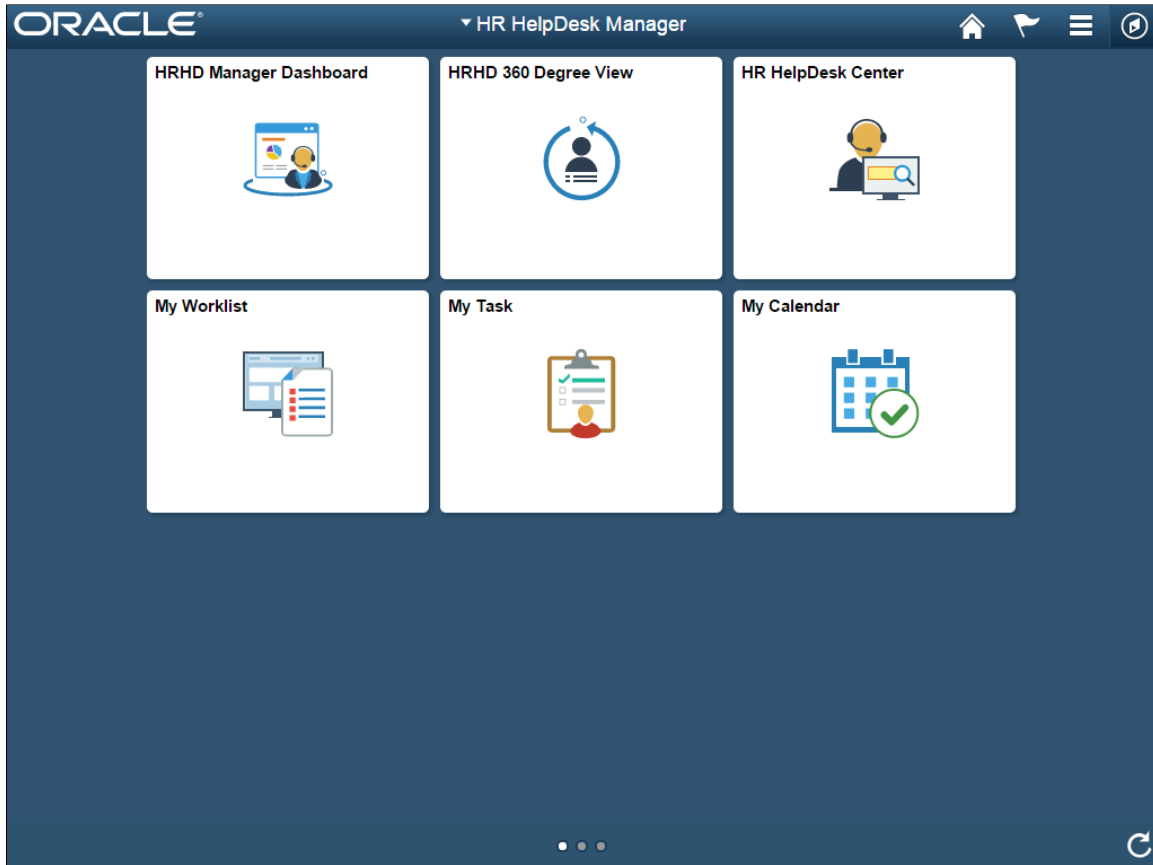 ORACLE®
HR HelpDesk Manager
HRHD Manager Dashboard
HRHD 360 Degree View
HR HelpDesk Center
My Worklist
My Task
My Calendar